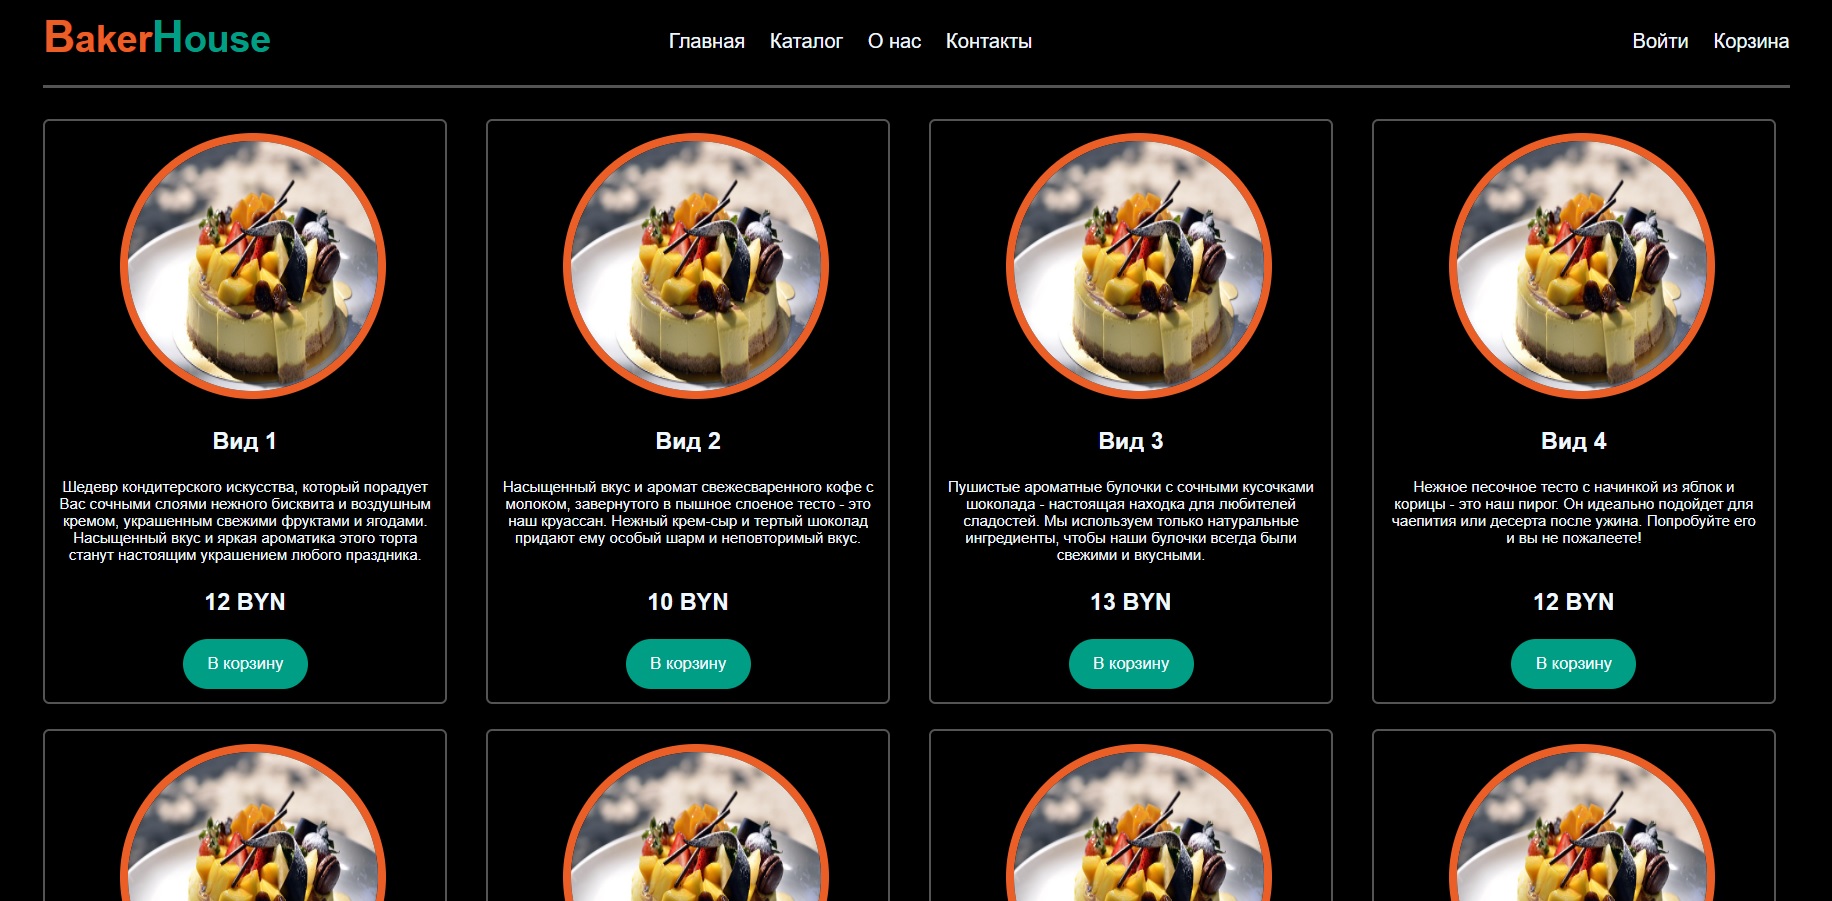 BakerHouse
Главная Каталог О нас Контакты
Войти Корзина
Вид 1
Шедевр кондитерского искусства, который порадует
Вас сочными слоями нежного бисквита и воздушным
кремом, украшенным свежими фруктами и ягодами.
Насыщенный вкус и яркая ароматика этого торта
станут настоящим украшением любого праздника.
12 BYN
В корзину
Вид 2
Насыщенный вкус и аромат свежесваренного кофе с
молоком, завернутого в пышное слоеное тесто - это
наш круассан. Нежный крем-сыр и тертый шоколад
придают ему особый шарм и неповторимый вкус.
10 BYN
В корзину
Вид 3
Пушистые ароматные булочки с сочными кусочками
шоколада - настоящая находка для любителей
сладостей. Мы используем только натуральные
ингредиенты, чтобы наши булочки всегда были
свежими и вкусными.
13 BYN
В корзину
Вид 4
Нежное песочное тесто с начинкой из яблок и
корицы - это наш пирог. Он идеально подойдет для
чаепития или десерта после ужина. Попробуйте его
и вы не пожалеете!
12 BYN
В корзину